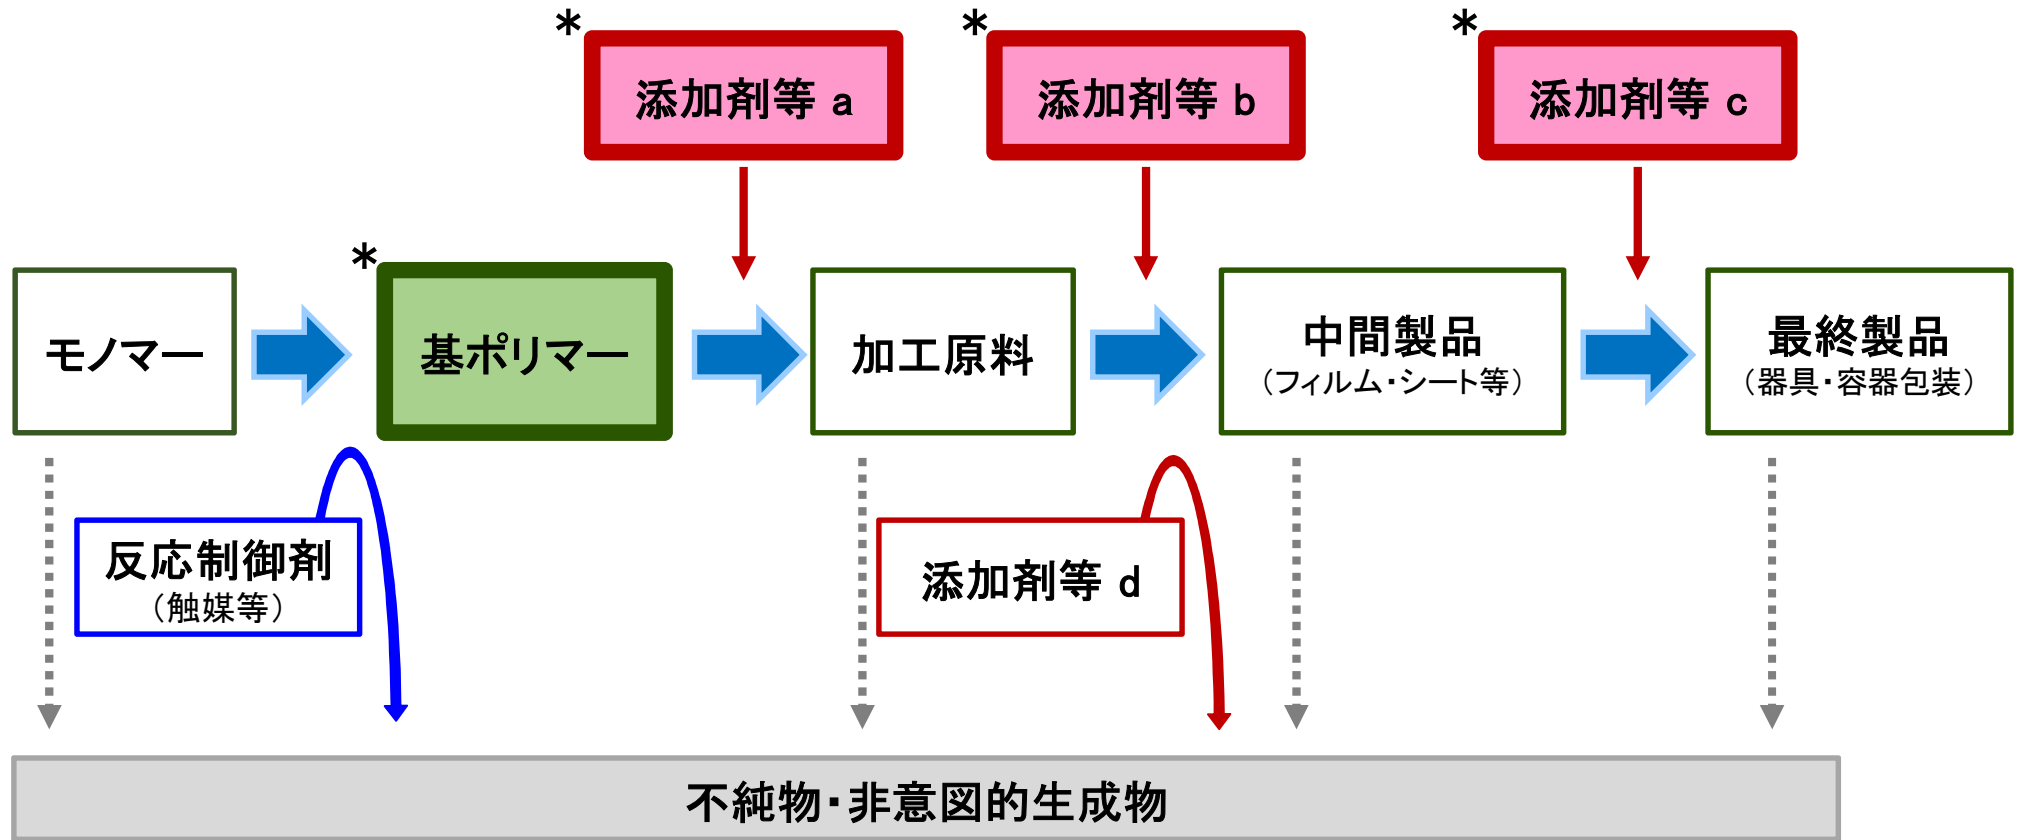 *
添加剤等 a
*
添加剤等 b
*
添加剤等 c
モノマー
*
基ポリマー
加工原料
中間製品
（フィルム・シート等）
最終製品
（器具・容器包装）
反応制御剤
（触媒等）
添加剤等 d
不純物・非意図的生成物